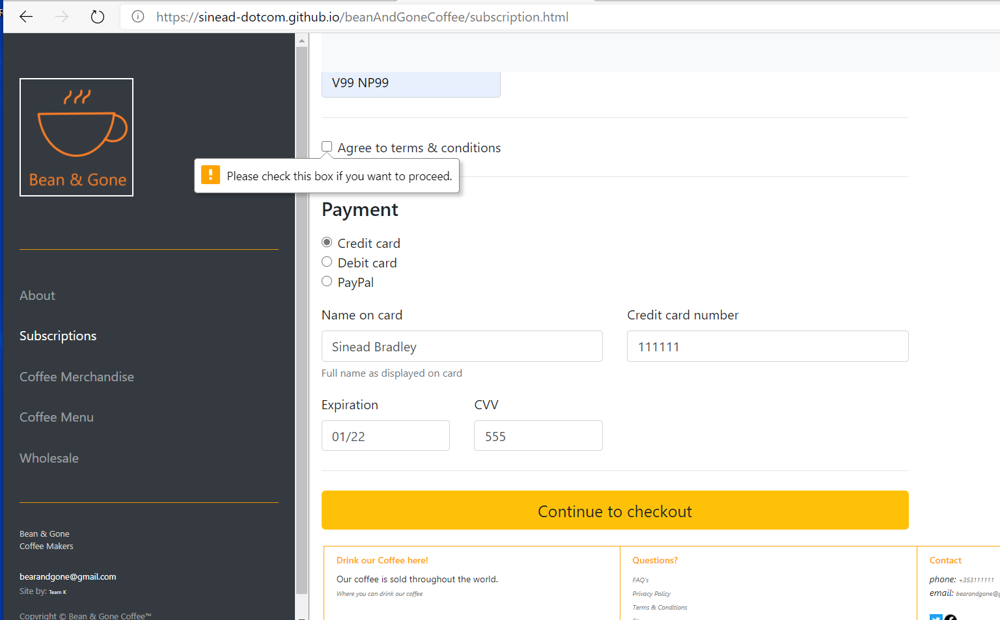 https://sinead-dotcom.github.io/beanAndGoneCoffee/subscription.html
Bean & Gone
About
Subscriptions
Coffee Merchandise
Coffee Menu
Wholesale
Bean & Gone
Coffee Makers
bearandgone@gmail.com
Site by: Team K
Copyright © Bean & Gone Coffee™
V99 NP99
Agree to terms & conditions
Please check this box if you want to proceed.
Payment
Credit card
Debit card
PayPal
Name on card
Credit card number
Sinead Bradley
111111
Full name as displayed on card
Expiration
CVV
01/22
555
Continue to checkout
Drink our Coffee here!
Our coffee is sold throughout the world.
Where you can drink our coffee
Questions?
FAQ's
Privacy Policy
Terms & Conditions
Contact
phone: +353111111
email: bearandgone@g